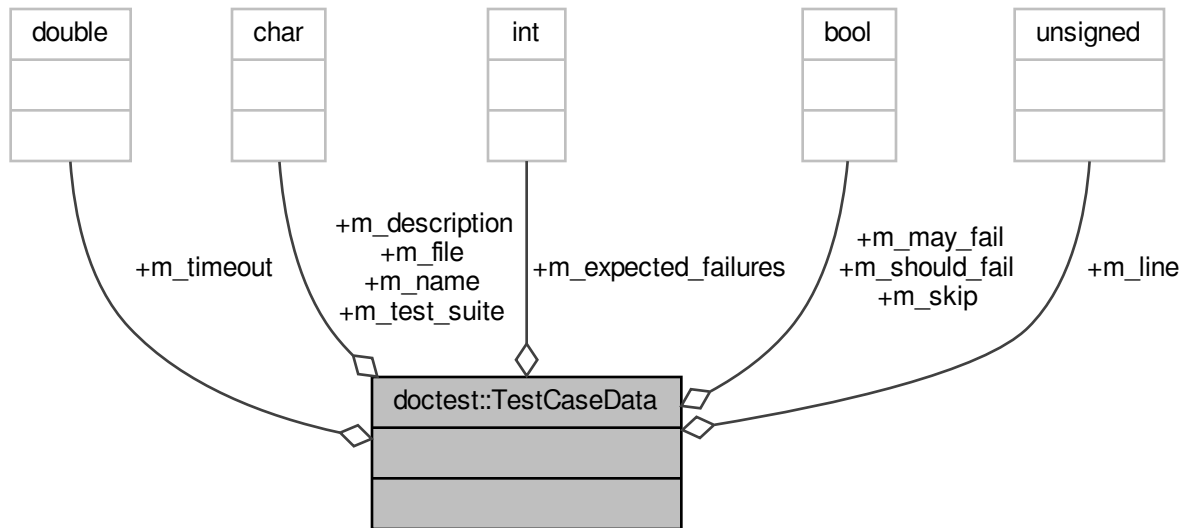 double
char
int
bool
unsigned
+m_timeout
+m_description
+m_file
+m_name
+m_test_suite
+m_expected_failures
+m_may_fail
+m_should_fail
+m_skip
+m_line
doctest::TestCaseData